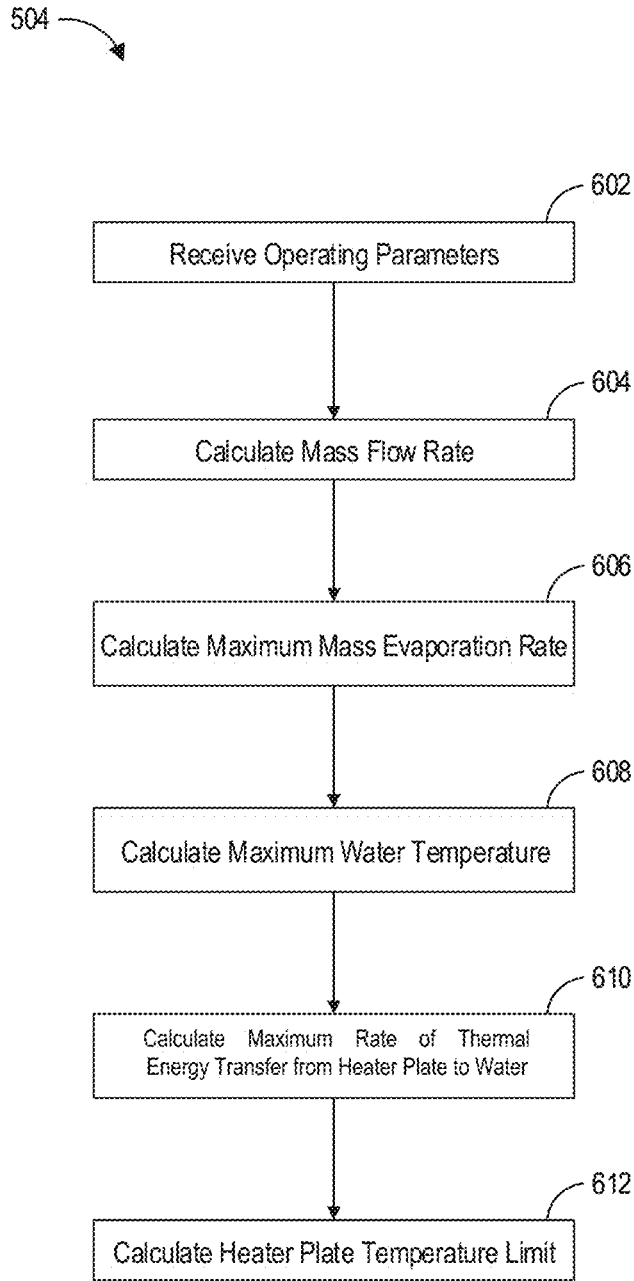 504
602
Receive Operating Parameters
604
Calculate Mass Flow Rate
606
Calculate Maximum Mass Evaporation Rate
608
Calculate Maximum Water Temperature
610
Calculate Maximum Rate of Thermal
Energy Transfer from Heater Plate to Water
612
Calculate Heater Plate Temperature Limit